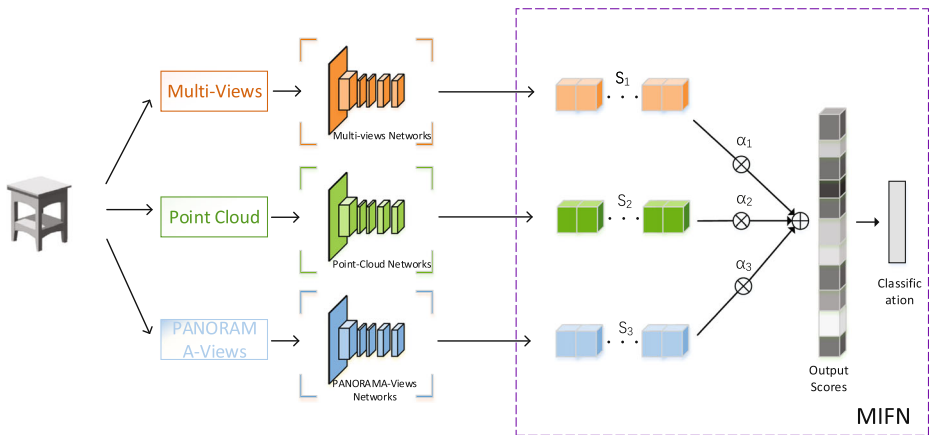 Multi-Views
Multi-views Networks
S1
α1
Point Cloud
Point-Cloud Networks
S2
α2
PANORAM
A-Views
PANORAMA-Views
Networks
S3
α3
Output
Scores
Classific
ation
MIFN